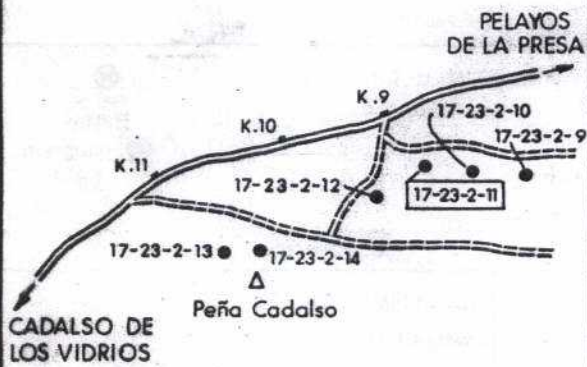 PELAYOS
DE LA PRESA
K.9
17-23-2-10
K.10
17-23-2-9
K.11
17-23-2-12
17-23-2-11
17-23-2-13
17-23-2-14
Peña Cadalso
CADALSO DE
LOS VIDRIOS